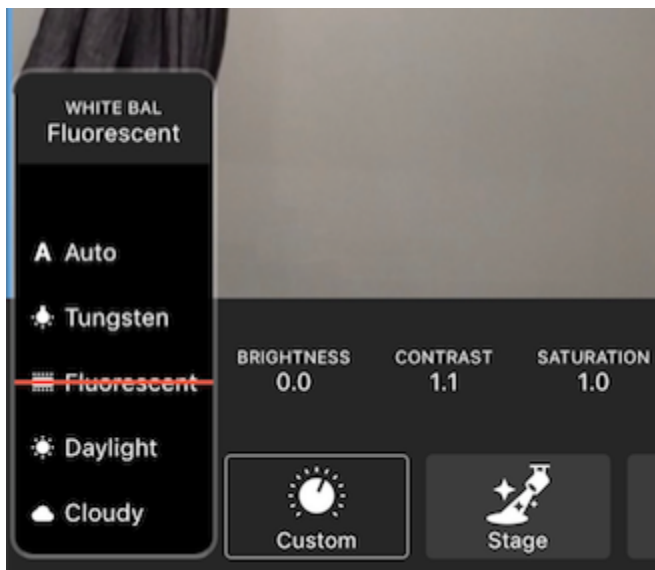 WHITE BAL
Fluorescent
A Auto
Tungsten
Fluorescent
Daylight
Cloudy
BRIGHTNESS
0.0
CONTRAST
1.1
SATURATION
1.0
Custom
Stage